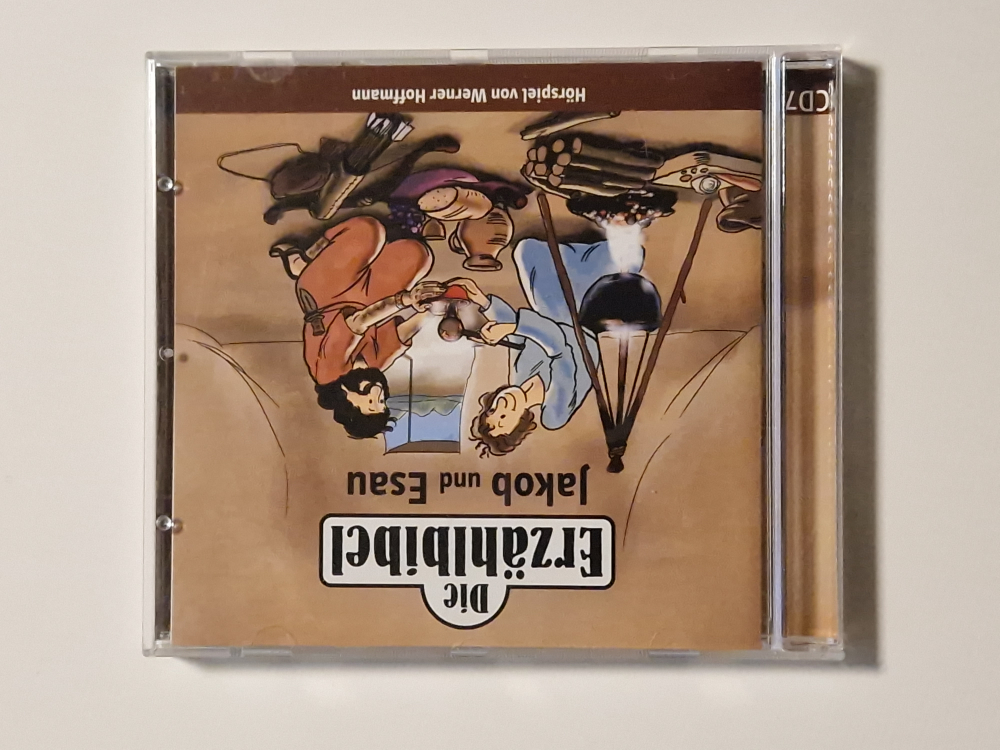 Die
Erzählbibel
Jakob und Esau
Hörspiel von Werner Hoffmann
CD7